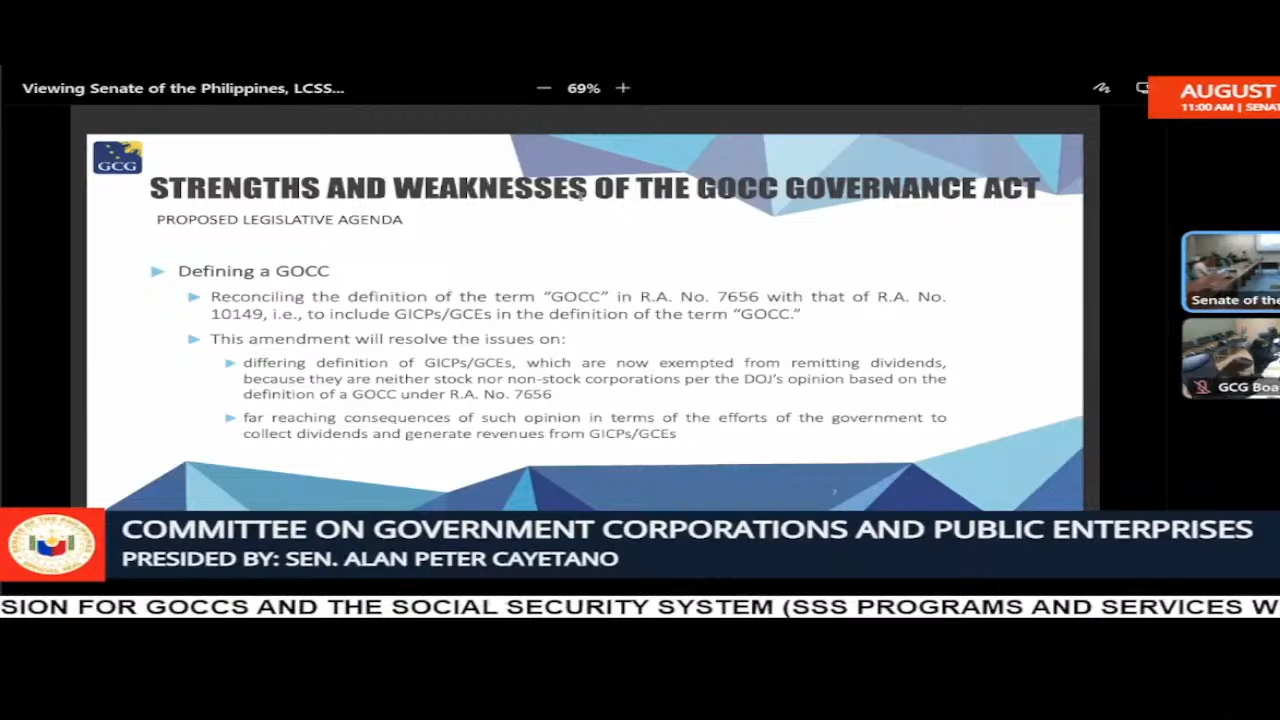 Viewing Senate of the Philippines, LCSS...
69%
AUGUST
11:00 AM | SENAT
GCG
STRENGTHS AND WEAKNESSES OF THE GOCC GOVERNANCE ACT
PROPOSED LEGISLATIVE AGENDA
Defining a GOCC
Reconciling the definition of the term “GOCC” in R.A. No. 7656 with that of R.A. No.
10149, i.e., to include GICPs/GCEs in the definition of the term “GOCC.”
This amendment will resolve the issues on:
differing definition of GICPs/GCEs, which are now exempted from remitting dividends,
because they are neither stock nor non-stock corporations per the DOJ’s opinion based on the
definition of a GOCC under R.A. No. 7656
far reaching consequences of such opinion in terms of the efforts of the government to
collect dividends and generate revenues from GICPs/GCEs
7
Senate of the
GCG Boa
COMMITTEE ON GOVERNMENT CORPORATIONS AND PUBLIC ENTERPRISES
PRESIDED BY: SEN. ALAN PETER CAYETANO
SION FOR GOCCS AND THE SOCIAL SECURITY SYSTEM (SSS PROGRAMS AND SERVICES W